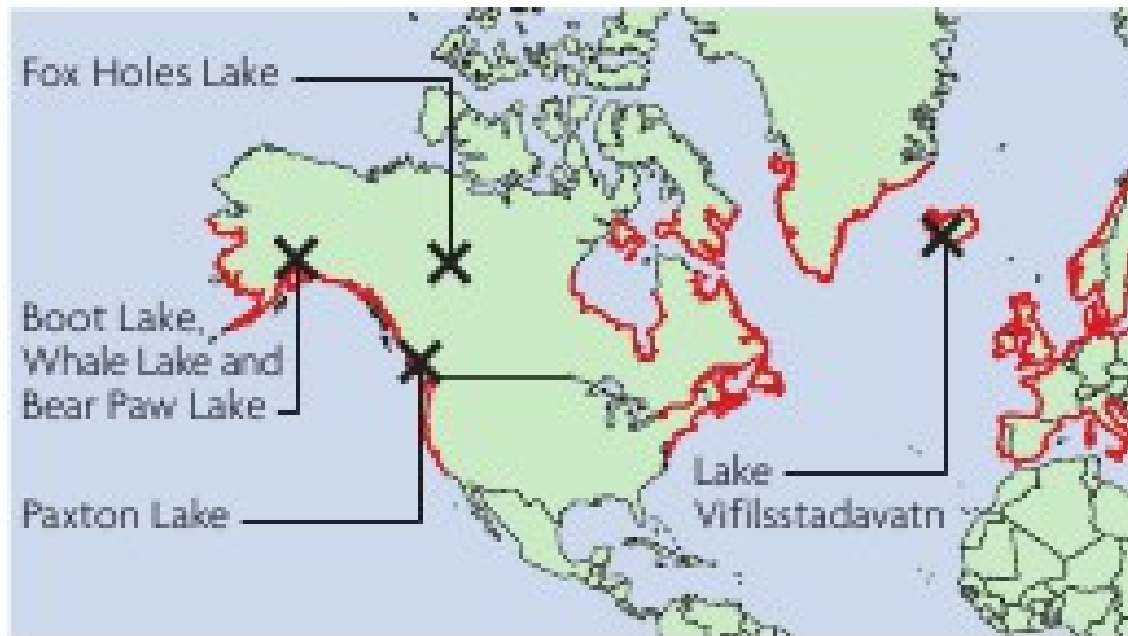 Fox Holes Lake
Boot Lake,
Whale Lake and
Bear Paw Lake
Paxton Lake
Lake
Vifilsstadavatn